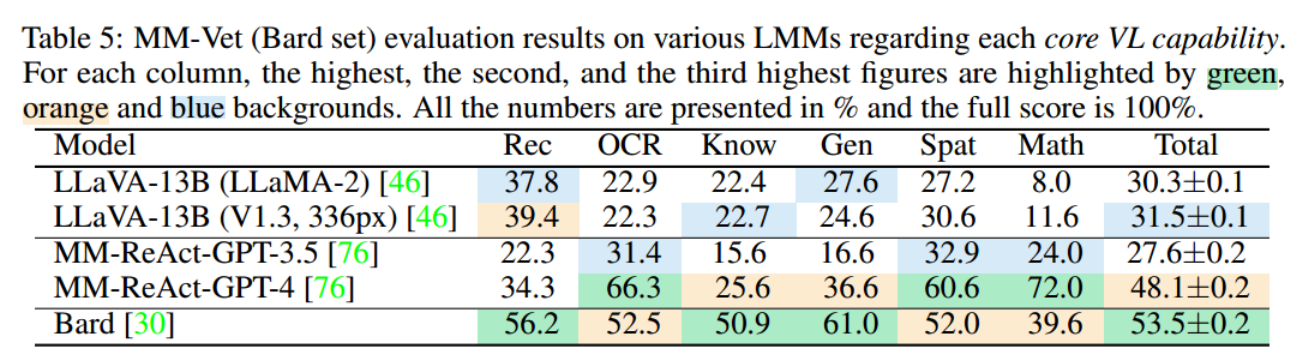 Table 5: MM-Vet (Bard set) evaluation results on various LMMs regarding each core VL capability.
For each column, the highest, the second, and the third highest figures are highlighted by green,
orange and blue backgrounds. All the numbers are presented in % and the full score is 100%.
Model Rec OCR Know Gen Spat Math Total
LLaVA-13B (LLaMA-2) [46] 37.8 22.9 22.4 27.6 27.2 8.0 30.3±0.1
LLaVA-13B (V1.3, 336px) [46] 39.4 22.3 22.7 24.6 30.6 11.6 31.5±0.1
MM-ReAct-GPT-3.5 [76] 22.3 31.4 15.6 16.6 32.9 24.0 27.6±0.2
MM-ReAct-GPT-4 [76] 34.3 66.3 25.6 36.6 60.6 72.0 48.1±0.2
Bard [30] 56.2 52.5 50.9 61.0 52.0 39.6 53.5±0.2